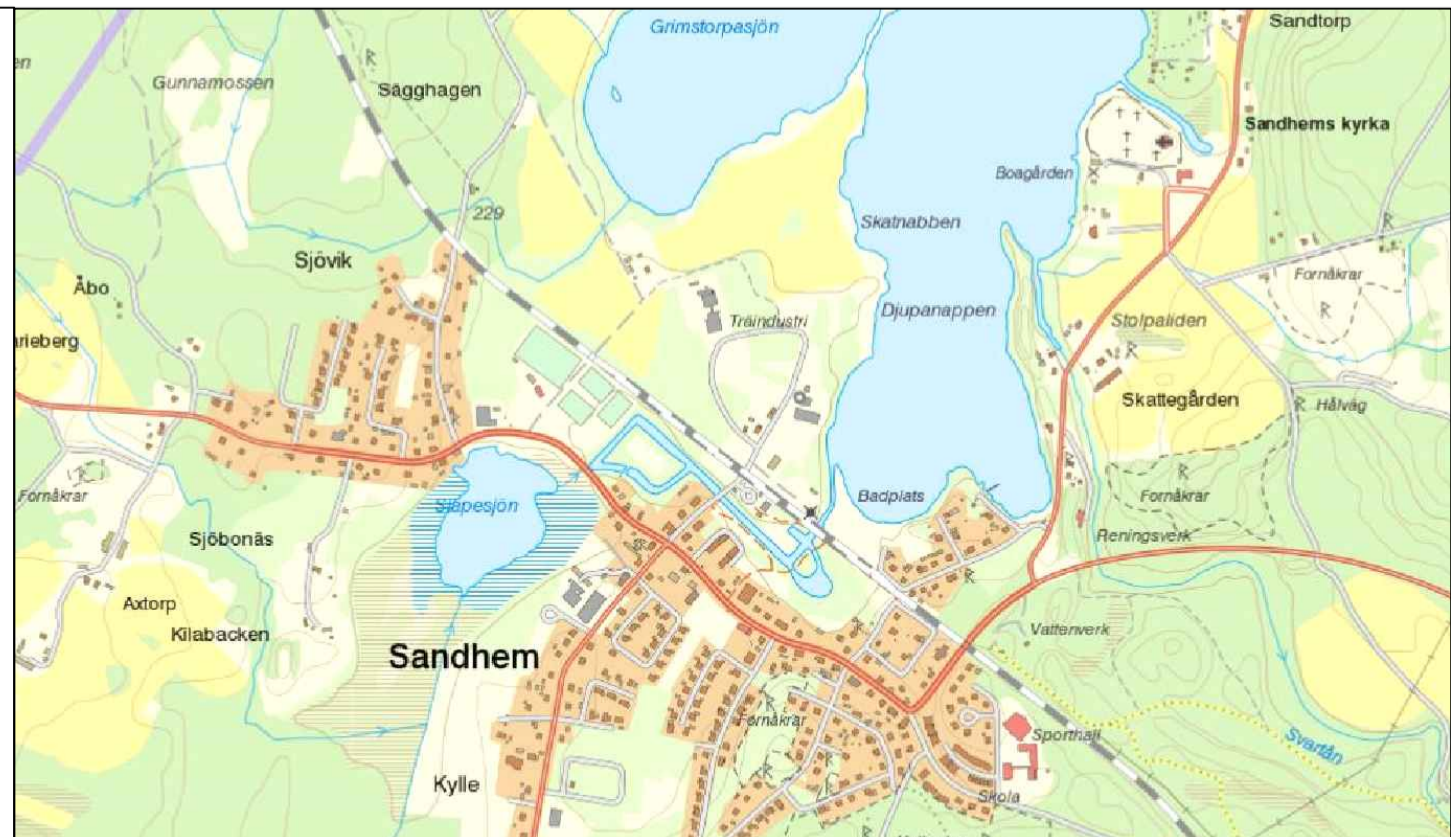 Grimstorpasjön
Sandtorp
Gunnamossen
Sägghagen
Sandhems kyrka
Boagården
229
Skatnabben
Sjövik
Åbo
Fornåkrar
Djupanappen
Träindustri
Stolpaliden
rieberg
Skattegården
Hålväg
Fornåkrar
Släpesjön
Badplats
Fornåkrar
Sjöbonäs
Reningsverk
Axtorp
Kilabacken
Vattenverk
Sandhem
Fornåkrar
Sporthall
Svartån
Kylle
Skola